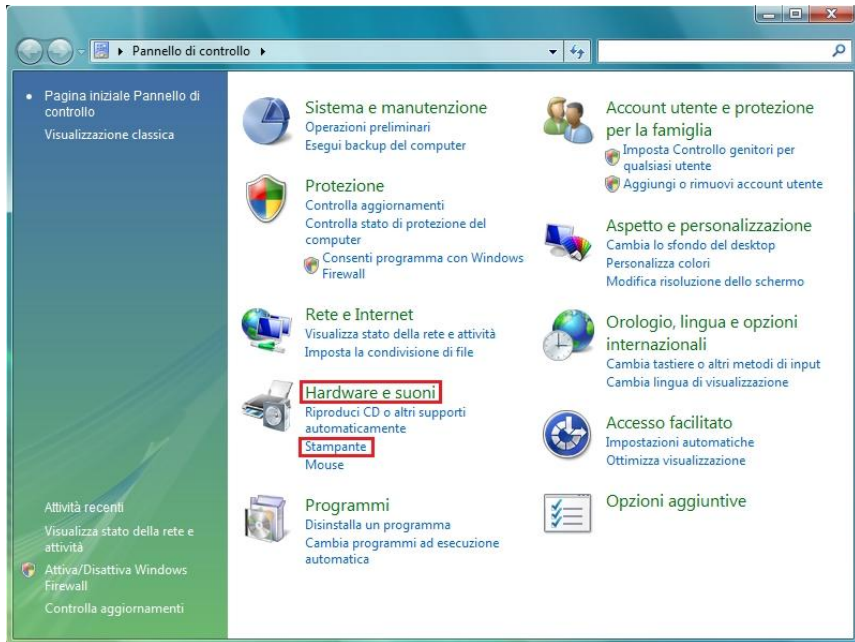 Pannello di controllo
Pagina iniziale Pannello di
controllo
Visualizzazione classica
Attività recenti
Visualizza stato della rete e
attività
Attiva/Disattiva Windows
Firewall
Controlla aggiornamenti
Sistema e manutenzione
Operazioni preliminari
Esegui backup del computer
Protezione
Controlla aggiornamenti
Controlla stato di protezione del
computer
Consenti programma con Windows
Firewall
Rete e Internet
Visualizza stato della rete e attività
Imposta la condivisione di file
Hardware e suoni
Riproduci CD o altri supporti
automaticamente
Stampante
Mouse
Programmi
Disinstalla un programma
Cambia programmi ad esecuzione
automatica
Account utente e protezione
per la famiglia
Imposta Controllo genitori per
qualsiasi utente
Aggiungi o rimuovi account utente
Aspetto e personalizzazione
Cambia lo sfondo del desktop
Personalizza colori
Modifica risoluzione dello schermo
Orologio, lingua e opzioni
internazionali
Cambia tastiere o altri metodi di input
Cambia lingua di visualizzazione
Accesso facilitato
Impostazioni automatiche
Ottimizza visualizzazione
Opzioni aggiuntive